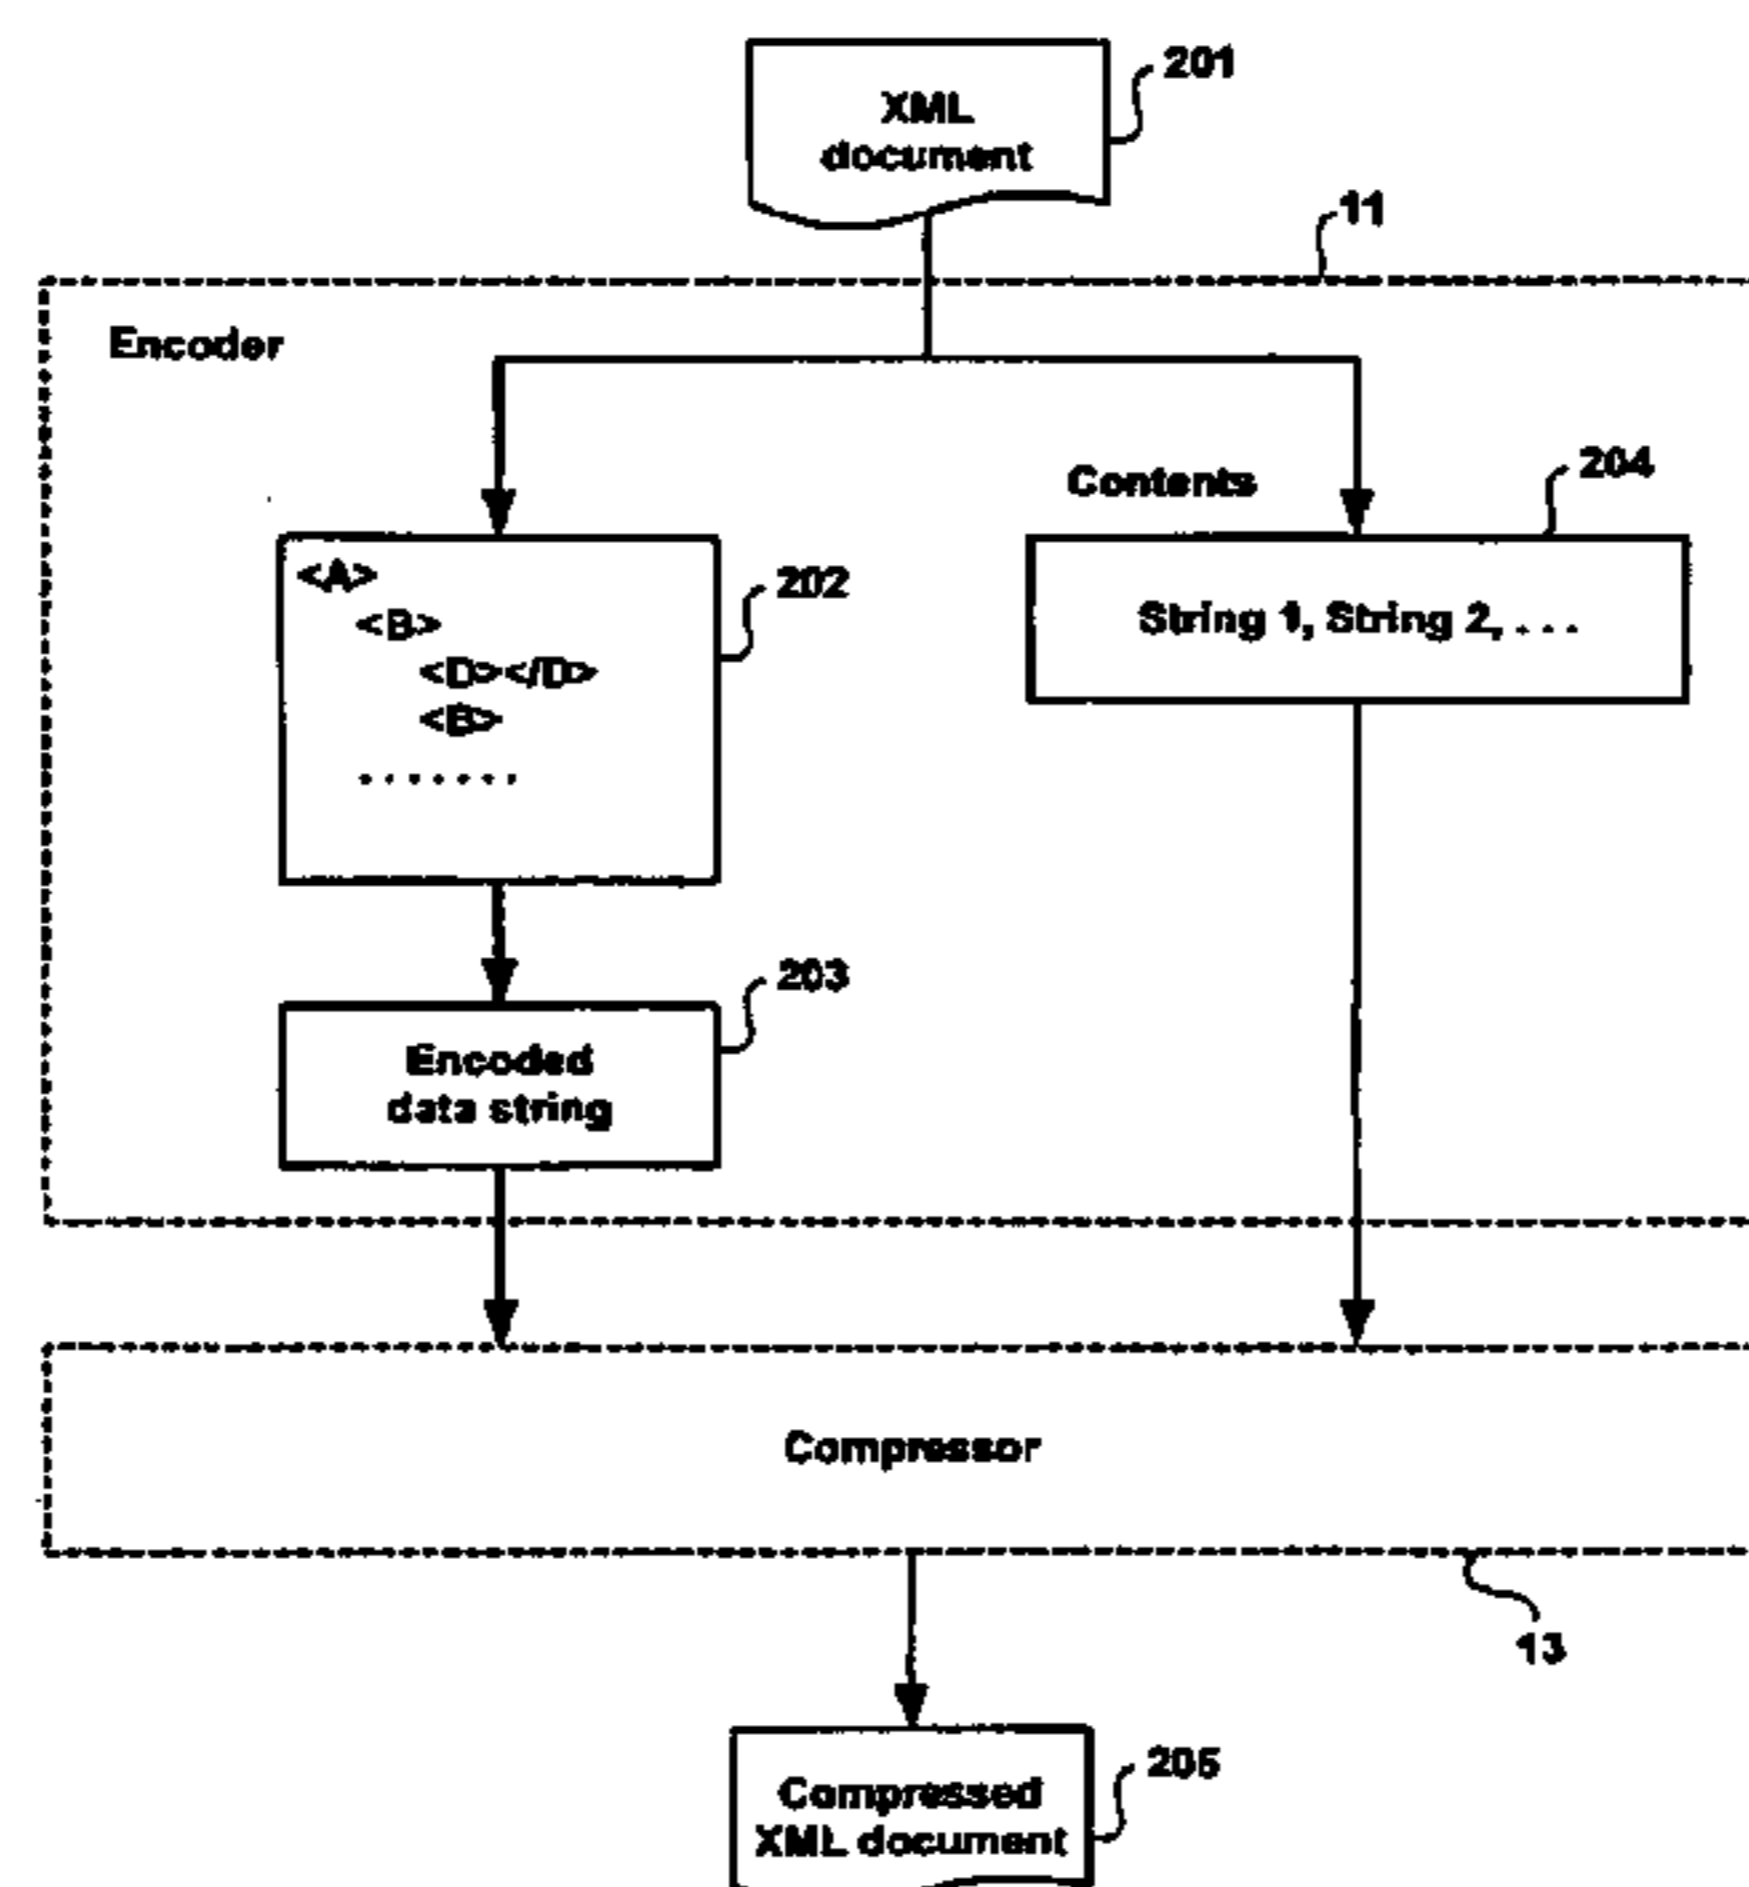 201
XML
document
11
Encoder
Contents
204
<A>
202
<B>
String 1, String 2, . . .
<D></D>
<B>
. . . . . . .
203
Encoded
data string
Compressor
13
205
Compressed
XML document